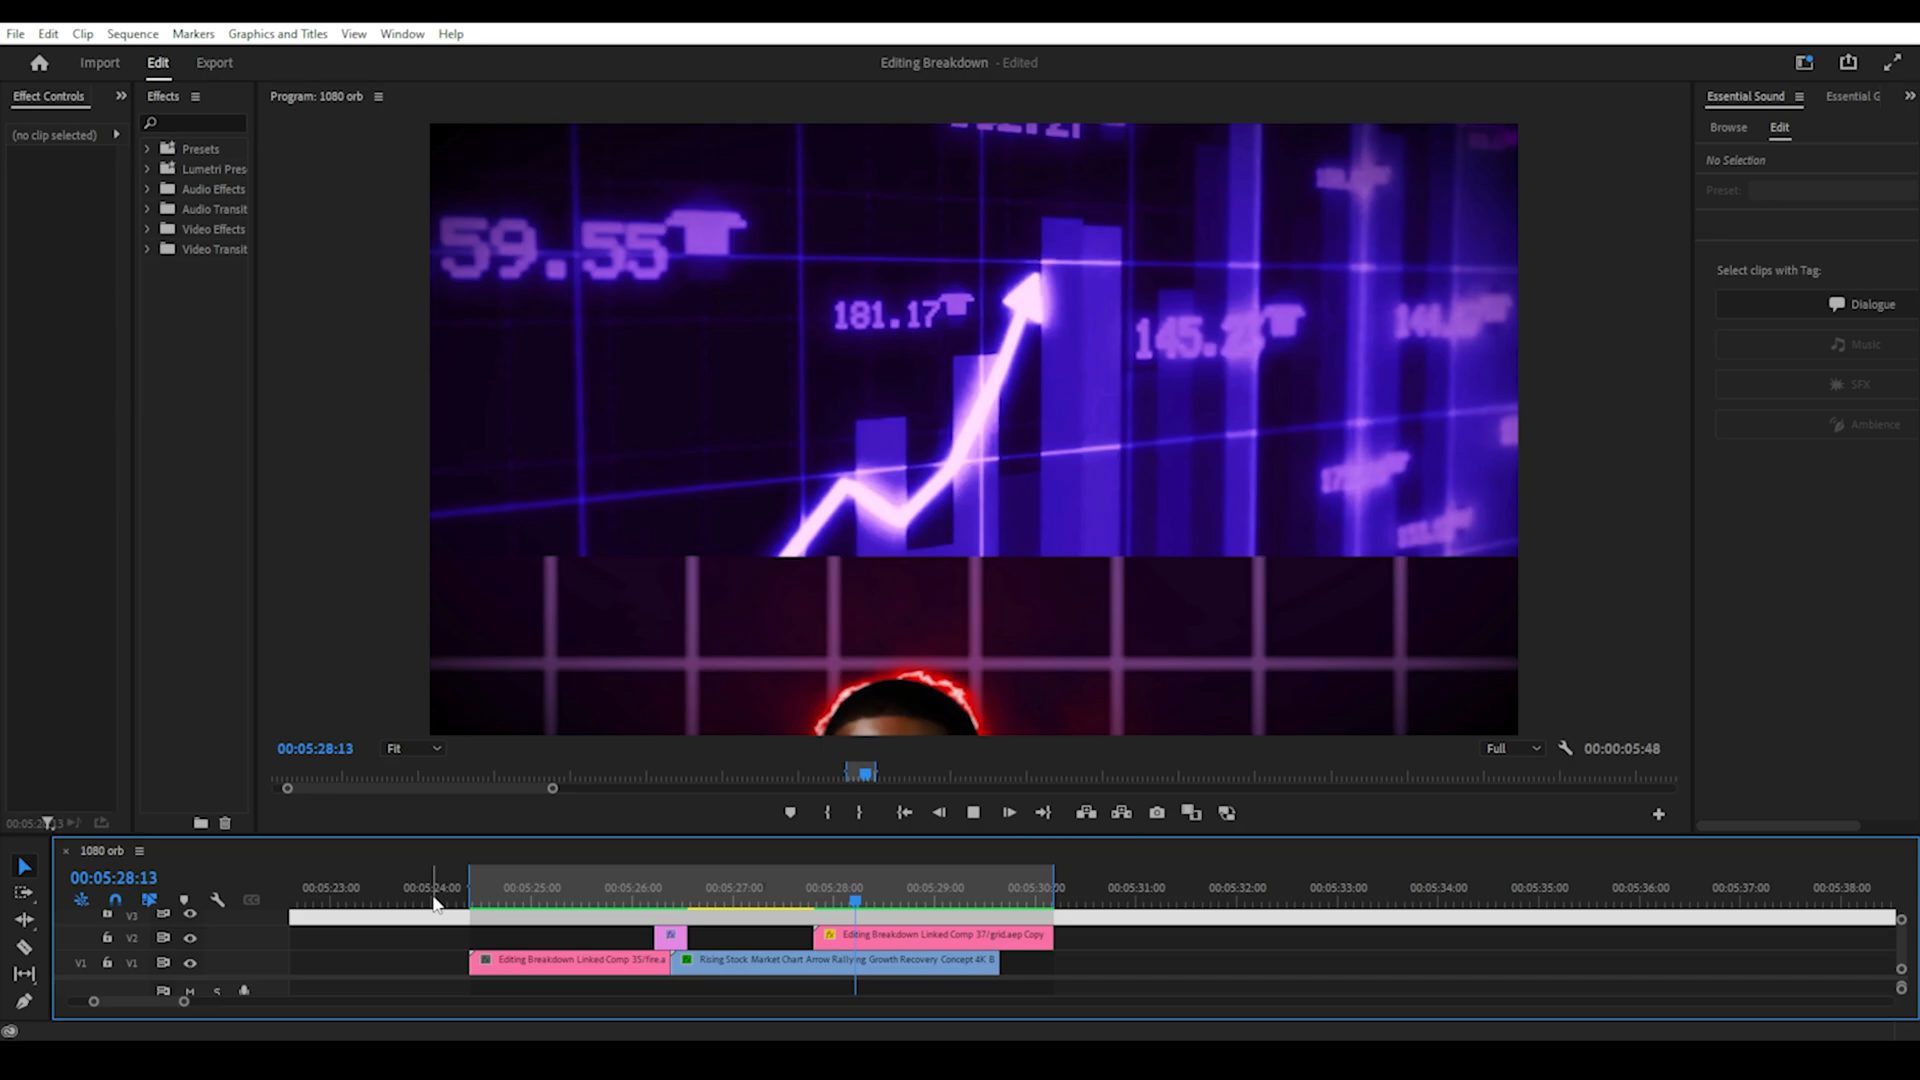 File Edit Clip Sequence Markers Graphics and Titles View Window Help
Import Edit Export Editing Breakdown - Edited
Effect Controls Effects Program: 1080 orb Essential Sound Essential G
(no clip selected) Browse Edit
Presets No Selection
Lumetri Pres Preset:
Audio Effects
Audio Transit
Video Effects
Video Transit
Select clips with Tag:
Dialogue
Music
SFX
Ambience
59.55
181.17
00:05:28:13 Fit Full 00:00:05:48
1080 orb
00:05:28:13
00:05:23:00 00:05:24:00 00:05:25:00 00:05:26:00 00:05:27:00 00:05:28:00 00:05:29:00 00:05:30:00 00:05:31:00 00:05:32:00 00:05:33:00 00:05:34:00 00:05:35:00 00:05:36:00 00:05:37:00 00:05:38:00
V3
V2 Editing Breakdown Linked Comp 37/grid.aep Copy
V1 V1 Editing Breakdown Linked Comp 35/fire.a Rising Stock Market Chart Arrow Rallying Growth Recovery Concept 4K B
M S